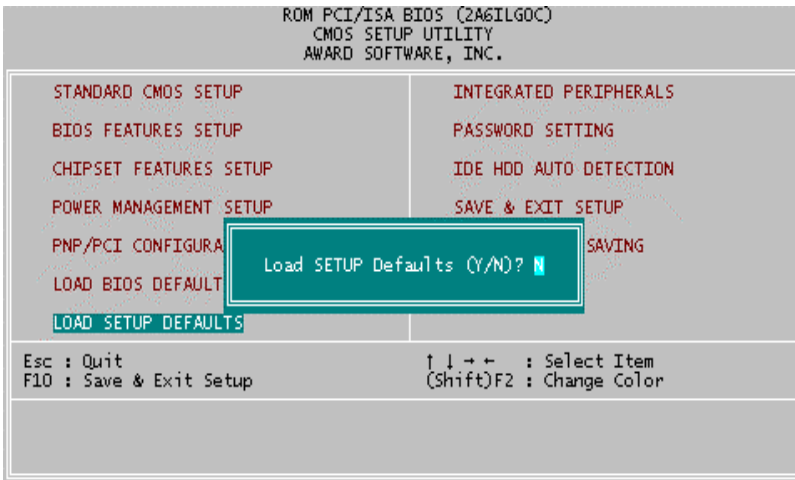 ROM PCI/ISA BIOS (2A6ILG0C)
CMOS SETUP UTILITY
AWARD SOFTWARE, INC.
STANDARD CMOS SETUP
BIOS FEATURES SETUP
CHIPSET FEATURES SETUP
POWER MANAGEMENT SETUP
PNP/PCI CONFIGURA
LOAD BIOS DEFAULT
LOAD SETUP DEFAULTS
INTEGRATED PERIPHERALS
PASSWORD SETTING
IDE HDD AUTO DETECTION
SAVE & EXIT SETUP
SAVING
Load SETUP Defaults (Y/N)? N
Esc : Quit
F10 : Save & Exit Setup
↑ ↓ → ← : Select Item
(Shift)F2 : Change Color